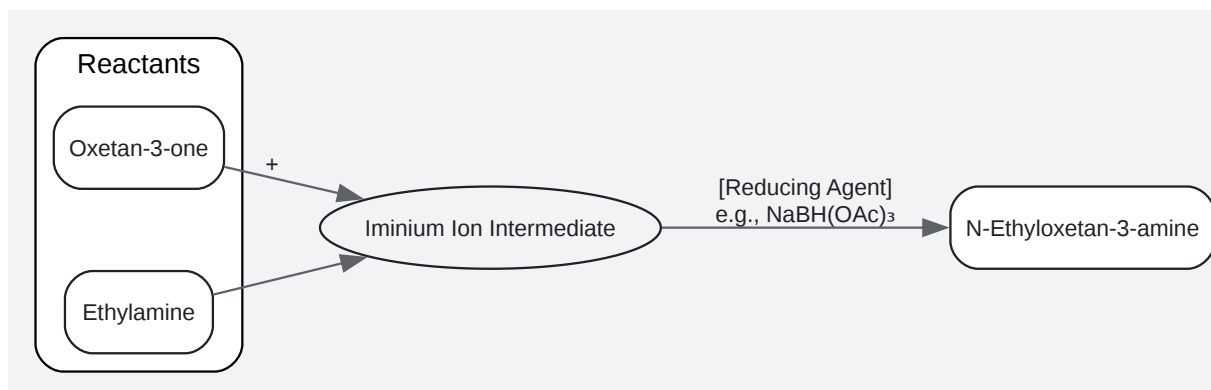 Reactants
Oxetan-3-one
+
Ethylamine
Iminium Ion Intermediate
[Reducing Agent]
e.g., NaBH(OAc)₃
N-Ethyloxetan-3-amine